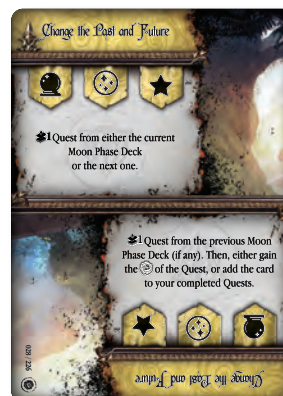 Change the Past and Future
1 Quest from either the current
Moon Phase Deck
or the next one.
1 Quest from the previous Moon
Phase Deck (if any). Then, either gain
the of the Quest, or add the card
to your completed Quests.
028 / 226
Change the Past and Future